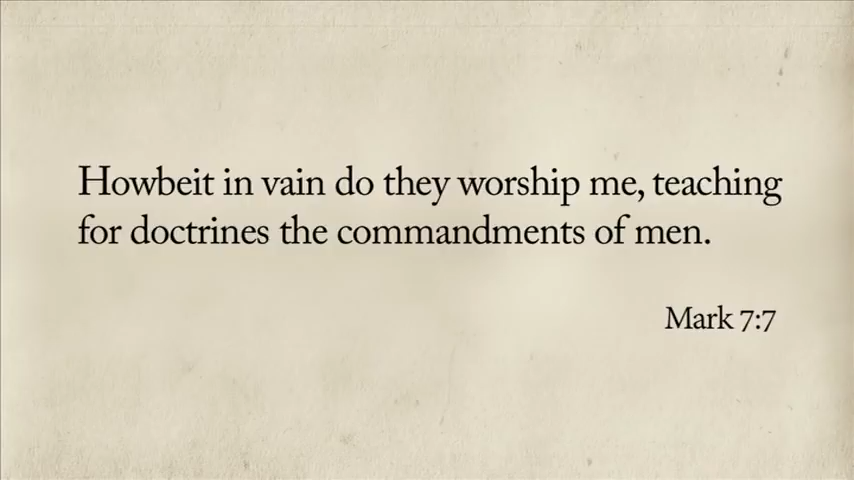 Howbeit in vain do they worship me, teaching
for doctrines the commandments of men.
Mark 7:7